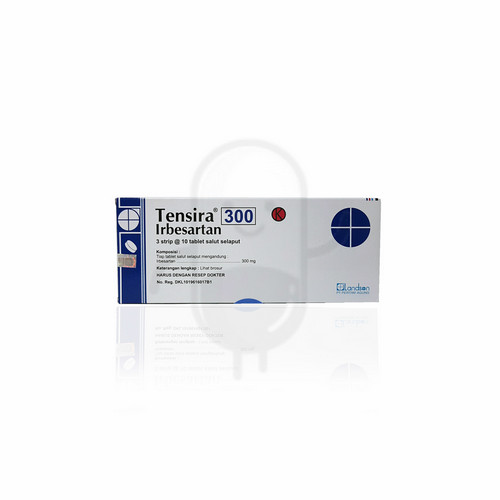 Tensira® 300
Irbesartan
3 strip @ 10 tablet salut selaput
Komposisi :
Tiap tablet salut selaput mengandung :
Irbesartan ........................................ 300 mg
Keterangan lengkap : Lihat brosur
HARUS DENGAN RESEP DOKTER
No. Reg. DKL1019616017B1
K
Landson